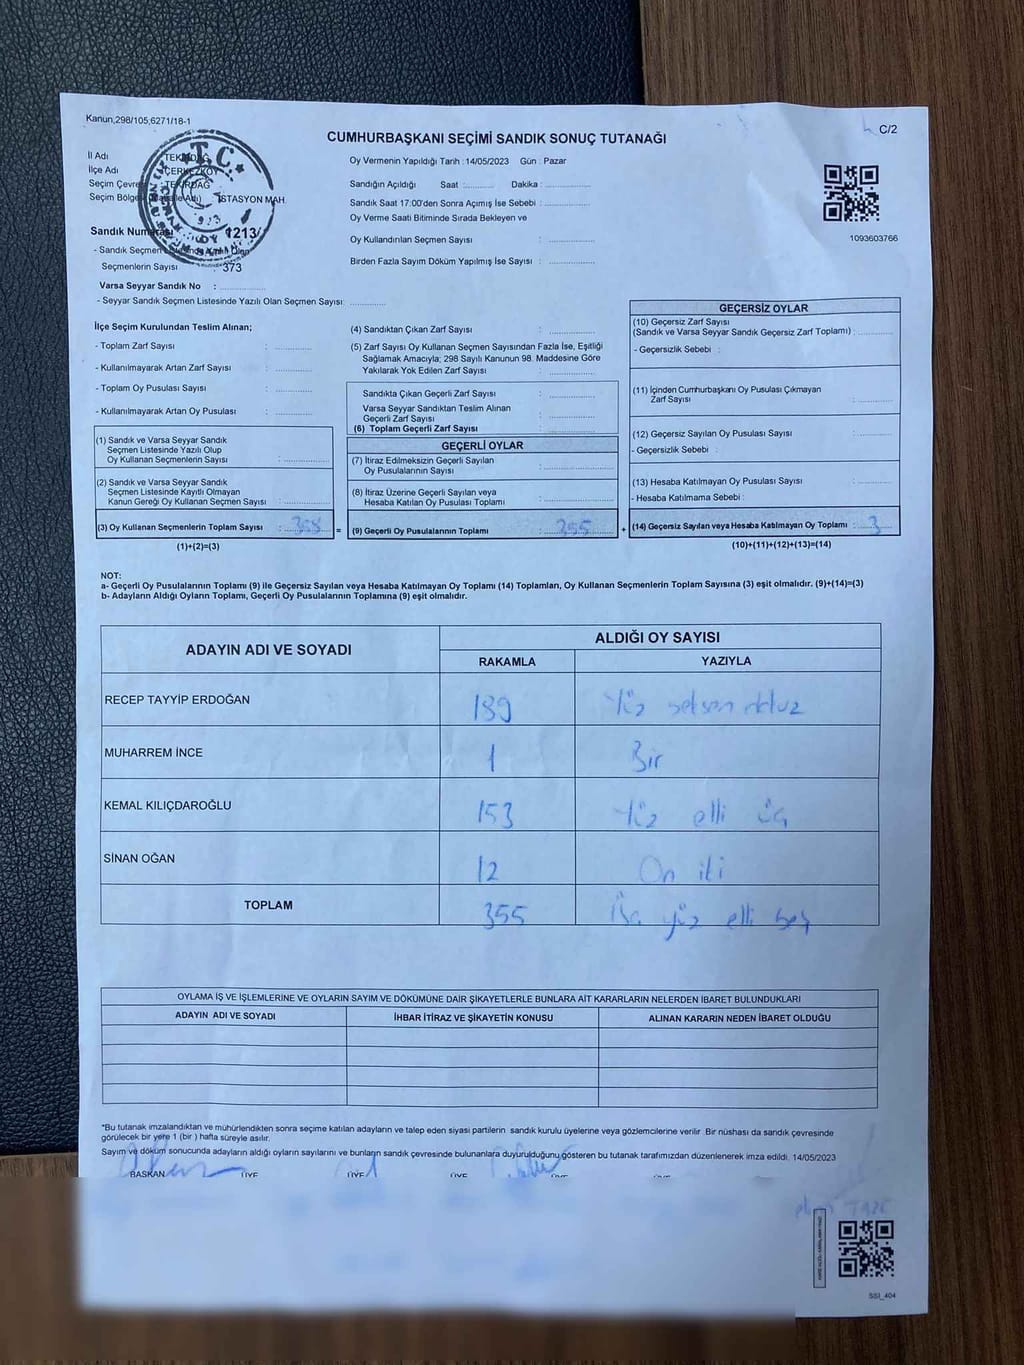 Kanun,298/105,6271/18-1
C/2
CUMHURBAŞKANI SEÇİMİ SANDIK SONUÇ TUTANAĞI
İl Adı TEKİRDAĞ
İlçe Adı ÇERKEZKÖY
Seçim Çevresi : TEKİRDAĞ
Seçim Bölgesi (Mahalle Adı) İSTASYON MAH.
Sandık Numarası 1213
- Sandık Seçmen Listesinde Yazılı Olan
Seçmenlerin Sayısı : 373
Varsa Seyyar Sandık No :
- Seyyar Sandık Seçmen Listesinde Yazılı Olan Seçmen Sayısı:
T.C.
Oy Vermenin Yapıldığı Tarih : 14/05/2023 Gün : Pazar
Sandığın Açıldığı Saat : Dakika :
Sandık Saat 17:00'den Sonra Açımış İse Sebebi :
Oy Verme Saati Bitiminde Sırada Bekleyen ve
Oy Kullandırılan Seçmen Sayısı :
Birden Fazla Sayım Döküm Yapılmış İse Sayısı :
1093603766
İlçe Seçim Kurulundan Teslim Alınan;
- Toplam Zarf Sayısı :
- Kullanılmayarak Artan Zarf Sayısı :
- Toplam Oy Pusulası Sayısı :
- Kullanılmayarak Artan Oy Pusulası :
(1) Sandık ve Varsa Seyyar Sandık
Seçmen Listesinde Yazılı Olup
Oy Kullanan Seçmenlerin Sayısı :
(2) Sandık ve Varsa Seyyar Sandık
Seçmen Listesinde Kayıtlı Olmayan
Kanun Gereği Oy Kullanan Seçmen Sayısı :
(3) Oy Kullanan Seçmenlerin Toplam Sayısı : 358 =
(1)+(2)=(3)
(4) Sandıktan Çıkan Zarf Sayısı :
(5) Zarf Sayısı Oy Kullanan Seçmen Sayısından Fazla İse, Eşitliği
Sağlamak Amacıyla; 298 Sayılı Kanunun 98. Maddesine Göre
Yakılarak Yok Edilen Zarf Sayısı :
Sandıkta Çıkan Geçerli Zarf Sayısı :
Varsa Seyyar Sandıktan Teslim Alınan
Geçerli Zarf Sayısı :
(6) Toplam Geçerli Zarf Sayısı :
GEÇERLİ OYLAR
(7) İtiraz Edilmeksizin Geçerli Sayılan
Oy Pusulalarının Sayısı :
(8) İtiraz Üzerine Geçerli Sayılan veya
Hesaba Katılan Oy Pusulası Toplamı :
(9) Geçerli Oy Pusulalarının Toplamı : 355 +
GEÇERSİZ OYLAR
(10) Geçersiz Zarf Sayısı
(Sandık ve Varsa Seyyar Sandık Geçersiz Zarf Toplamı) :
- Geçersizlik Sebebi :
(11) İçinden Cumhurbaşkanı Oy Pusulası Çıkmayan
Zarf Sayısı :
(12) Geçersiz Sayılan Oy Pusulası Sayısı :
- Geçersizlik Sebebi :
(13) Hesaba Katılmayan Oy Pusulası Sayısı :
- Hesaba Katılmama Sebebi :
(14) Geçersiz Sayılan veya Hesaba Katılmayan Oy Toplamı : 3
(10)+(11)+(12)+(13)=(14)
NOT:
a- Geçerli Oy Pusulalarının Toplamı (9) ile Geçersiz Sayılan veya Hesaba Katılmayan Oy Toplamı (14) Toplamları, Oy Kullanan Seçmenlerin Toplam Sayısına (3) eşit olmalıdır. (9)+(14)=(3)
b- Adayların Aldığı Oyların Toplamı, Geçerli Oy Pusulalarının Toplamına (9) eşit olmalıdır.
ADAYIN ADI VE SOYADI ALDIĞI OY SAYISI
RAKAMLA YAZIYLA
RECEP TAYYİP ERDOĞAN 189 Yüz seksen dokuz
MUHARREM İNCE 1 Bir
KEMAL KILIÇDAROĞLU 153 Yüz elli üç
SİNAN OĞAN 12 On iki
TOPLAM 355 yüz elli beş
OYLAMA İŞ VE İŞLEMLERİNE VE OYLARIN SAYIM VE DÖKÜMÜNE DAİR ŞİKAYETLERLE BUNLARA AİT KARARLARIN NELERDEN İBARET BULUNDUKLARI
ADAYIN ADI VE SOYADI İHBAR İTİRAZ VE ŞİKAYETİN KONUSU ALINAN KARARIN NEDEN İBARET OLDUĞU
*Bu tutanak imzalandıktan ve mühürlendikten sonra seçime katılan adayların ve talep eden siyasi partilerin sandık kurulu üyelerine veya gözlemcilerine verilir. Bir nüshası da sandık çevresinde
görülecek bir yere 1 (bir ) hafta süreyle asılır.
Sayım ve döküm sonucunda adayların aldığı oyların sayılarını ve bunların sandık çevresinde bulunanlara duyurulduğunu gösteren bu tutanak tarafımızdan düzenlenerek imza edildi. 14/05/2023
BAŞKAN ÜYE ÜYE ÜYE ÜYE
SSI_404